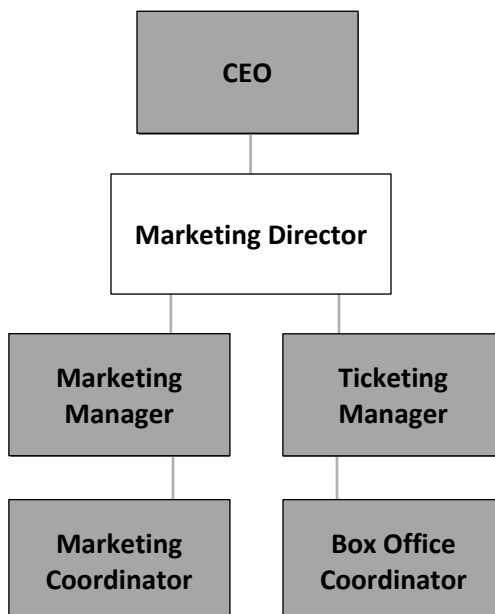 CEO
Marketing Director
Marketing
Manager
Ticketing
Manager
Marketing
Coordinator
Box Office
Coordinator